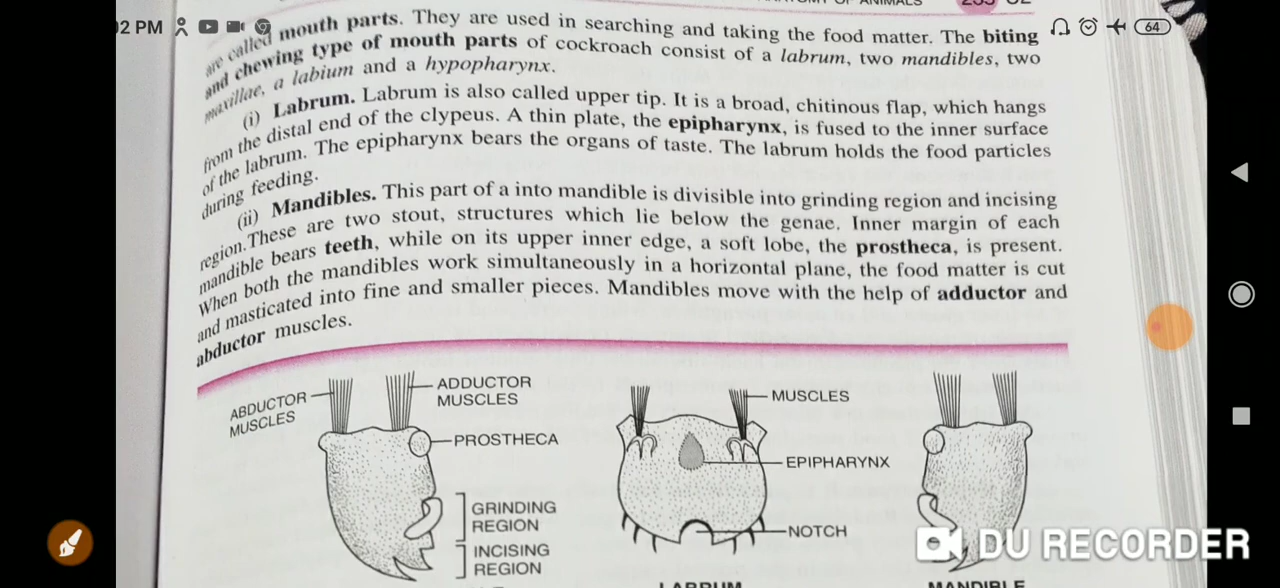 2 PM
64
are called mouth parts. They are used in searching and taking the food matter. The biting
and chewing type of mouth parts of cockroach consist of a labrum, two mandibles, two
maxillae, a labium and a hypopharynx.
(i) Labrum. Labrum is also called upper tip. It is a broad, chitinous flap, which hangs
from the distal end of the clypeus. A thin plate, the epipharynx, is fused to the inner surface
of the labrum. The epipharynx bears the organs of taste. The labrum holds the food particles
during feeding.
(ii) Mandibles. This part of a into mandible is divisible into grinding region and incising
region.These are two stout, structures which lie below the genae. Inner margin of each
mandible bears teeth, while on its upper inner edge, a soft lobe, the prostheca, is present.
When both the mandibles work simultaneously in a horizontal plane, the food matter is cut
and masticated into fine and smaller pieces. Mandibles move with the help of adductor and
abductor muscles.
ABDUCTOR
MUSCLES
ADDUCTOR
MUSCLES
PROSTHECA
GRINDING
REGION
INCISING
REGION
MUSCLES
EPIPHARYNX
NOTCH
LABRUM
MANDIBLE
DU RECORDER